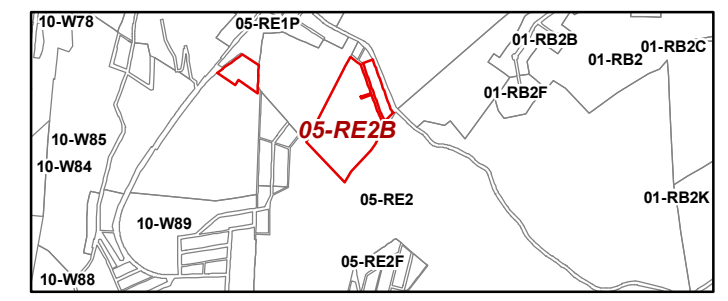 10-W78
05-RE1P
01-RB2B
01-RB2C
01-RB2
01-RB2F
05-RE2B
10-W85
10-W84
05-RE2
01-RB2K
10-W89
05-RE2F
10-W88